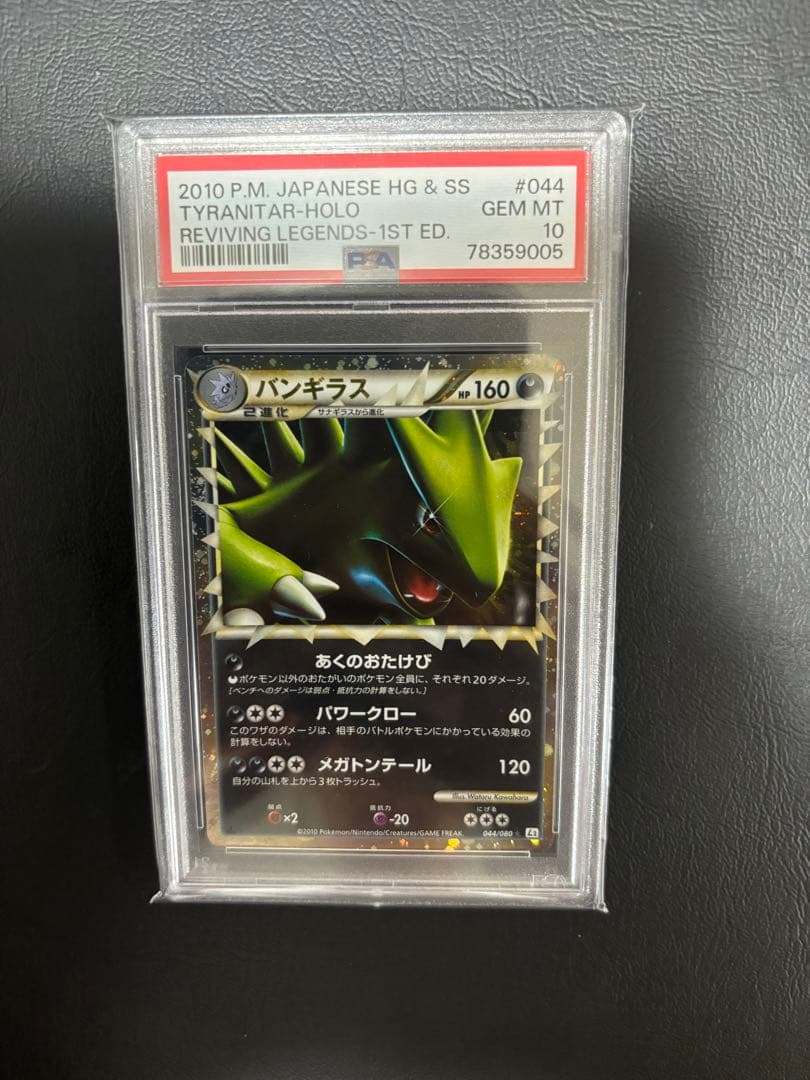 2010 P.M. JAPANESE HG & SS #044
TYRANITAR-HOLO GEM MT
REVIVING LEGENDS-1ST ED. 10
PSA 78359005
バンギラス HP 160
2進化 サナギラスから進化
あくのおたけび
ポケモン以外のおたがいのポケモン全員に、それぞれ20ダメージ。
[ベンチへのダメージは弱点・抵抗力の計算をしない。]
パワークロー 60
このワザのダメージは、相手のバトルポケモンにかかっている効果の
計算をしない。
メガトンテール 120
自分の山札を上から3枚トラッシュ。
Illus. Wataru Kawahara
弱点 抵抗力 にげる
×2 -20
©2010 Pokémon/Nintendo/Creatures/GAME FREAK. 044/080